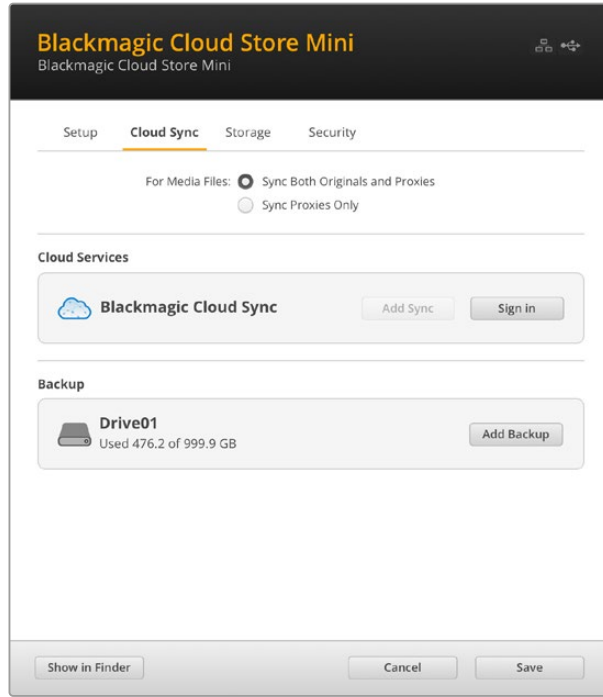 Blackmagic Cloud Store Mini
Blackmagic Cloud Store Mini
Setup Cloud Sync Storage Security
For Media Files: Sync Both Originals and Proxies
Sync Proxies Only
Cloud Services
Blackmagic Cloud Sync Add Sync Sign in
Backup
Drive01
Used 476.2 of 999.9 GB
Add Backup
Show in Finder Cancel Save